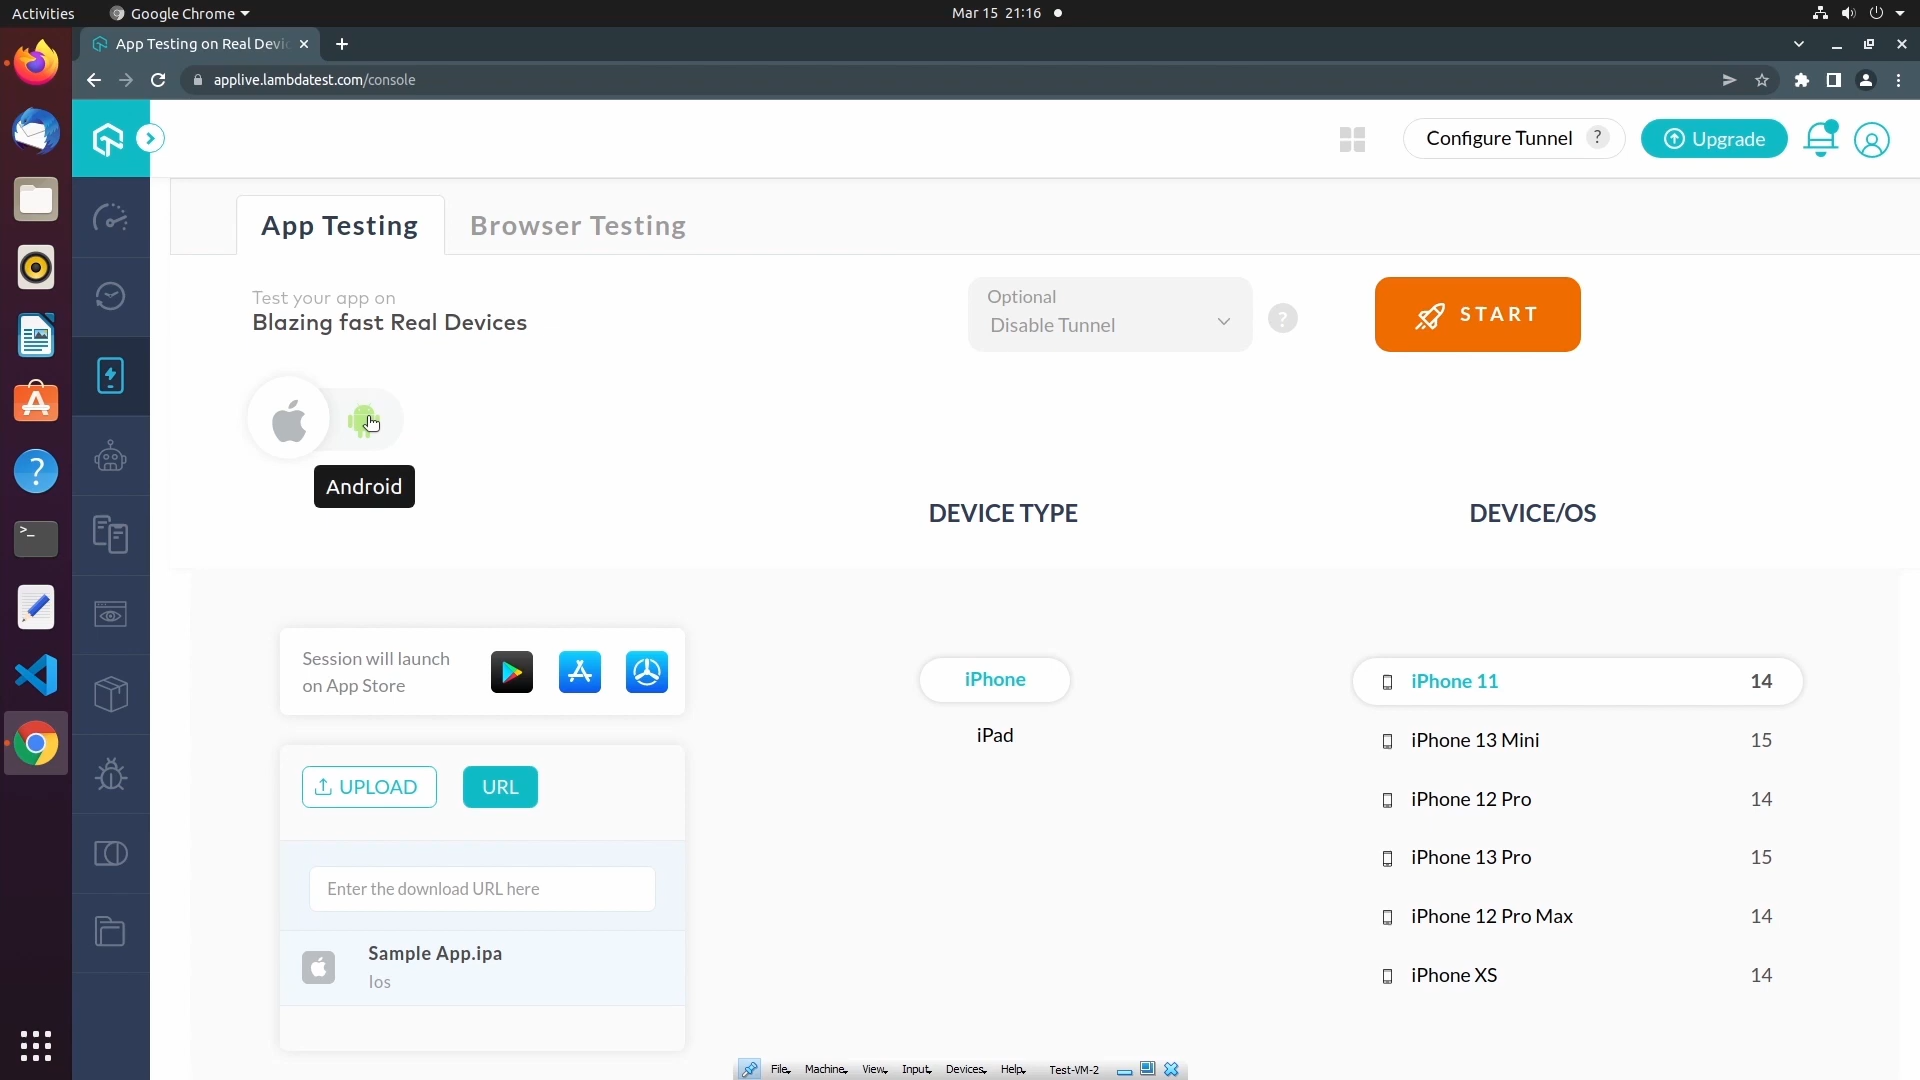 Activities
Google Chrome
Mar 15 21:16
App Testing on Real Devic
applive.lambdatest.com/console
Configure Tunnel ?
Upgrade
App Testing
Browser Testing
Test your app on
Blazing fast Real Devices
Optional
Disable Tunnel
?
START
Android
DEVICE TYPE
DEVICE/OS
Session will launch
on App Store
UPLOAD
URL
Enter the download URL here
Sample App.ipa
Ios
iPhone
iPad
iPhone 11 14
iPhone 13 Mini 15
iPhone 12 Pro 14
iPhone 13 Pro 15
iPhone 12 Pro Max 14
iPhone XS 14
File Machine View Input Devices Help Test-VM-2